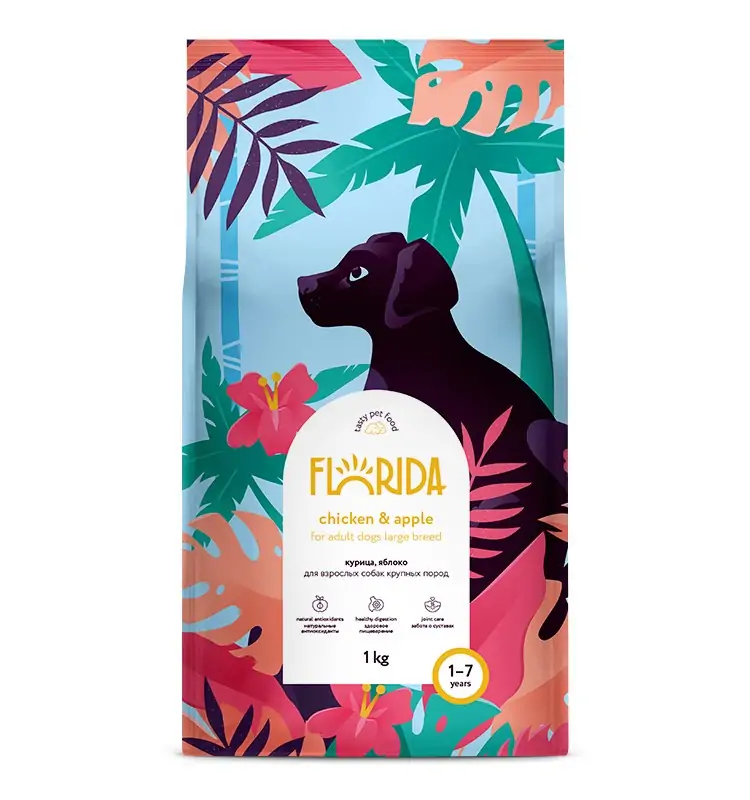 tasty pet food
FLORIDA
chicken & apple
for adult dogs large breed
курица, яблоко
для взрослых собак крупных пород
natural antioxidants
натуральные
антиоксиданты
healthy digestion
здоровое
пищеварение
joint care
забота о суставах
1 kg
1–7
years